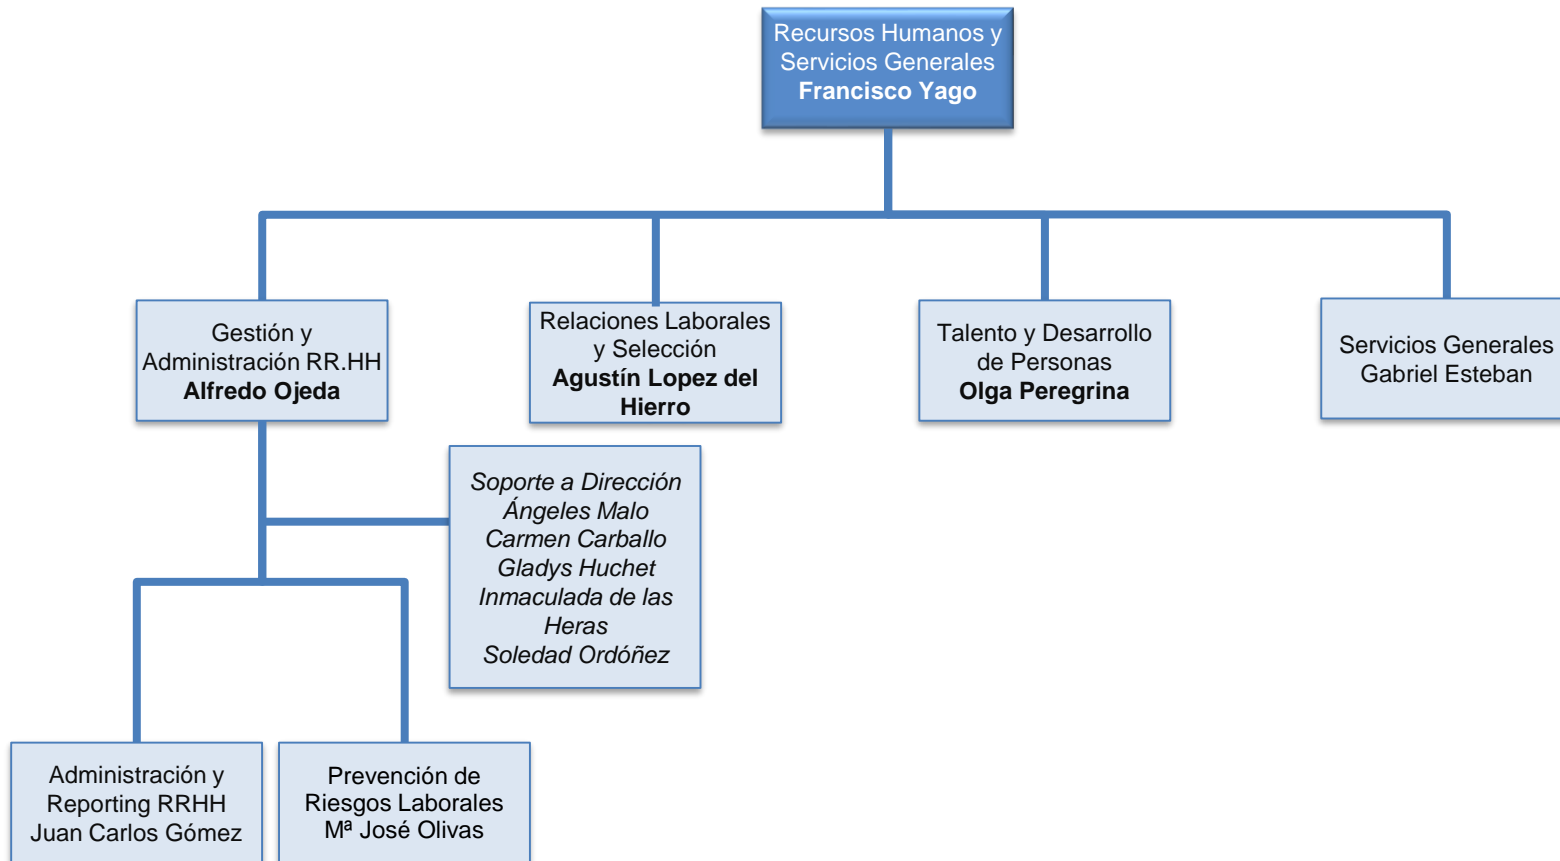 Recursos Humanos y
Servicios Generales
Francisco Yago
Gestión y
Administración RR.HH
Alfredo Ojeda
Relaciones Laborales
y Selección
Agustín Lopez del
Hierro
Talento y Desarrollo
de Personas
Olga Peregrina
Servicios Generales
Gabriel Esteban
Soporte a Dirección
Ángeles Malo
Carmen Carballo
Gladys Huchet
Inmaculada de las
Heras
Soledad Ordóñez
Administración y
Reporting RRHH
Juan Carlos Gómez
Prevención de
Riesgos Laborales
Mª José Olivas